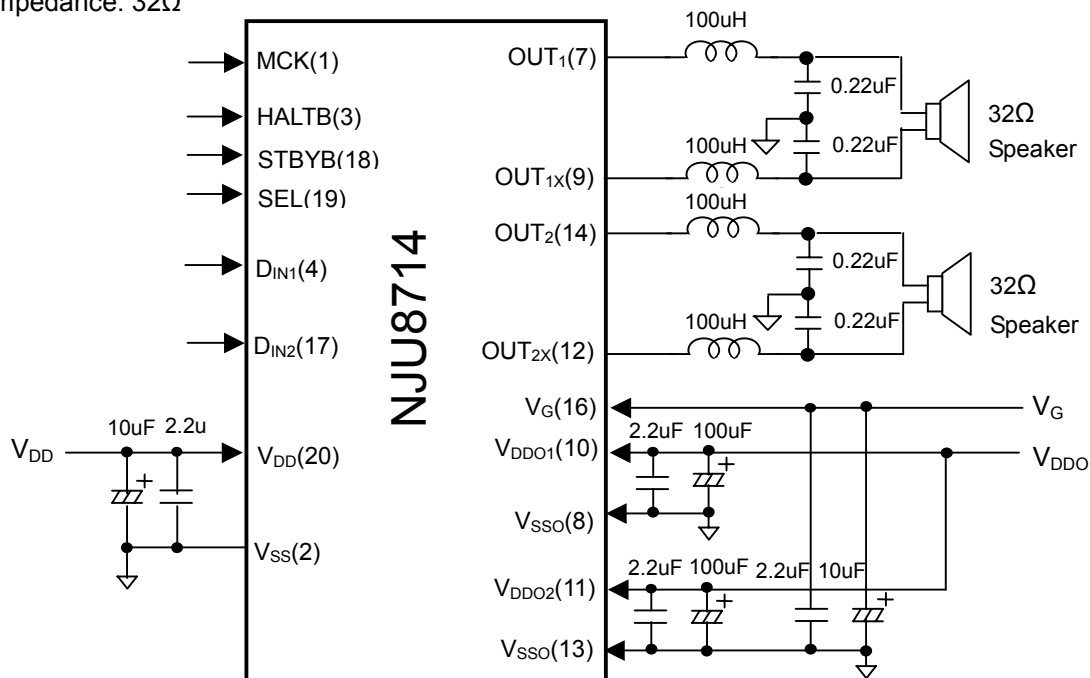 mpedance: 32Ω
100uH
MCK(1)
OUT1(7)
0.22uF
HALTB(3)
32Ω
Speaker
STBYB(18)
100uH
0.22uF
SEL(19)
OUT1X(9)
100uH
OUT2(14)
NJU8714
0.22uF
DIN1(4)
32Ω
Speaker
100uH
0.22uF
DIN2(17)
OUT2X(12)
VG(16)
VG
10uF
2.2u
2.2uF
100uF
VDD
VDD(20)
VDDO1(10)
+
VDDO
+
VSSO(8)
VSS(2)
2.2uF
100uF
2.2uF
10uF
VDDO2(11)
+
+
VSSO(13)